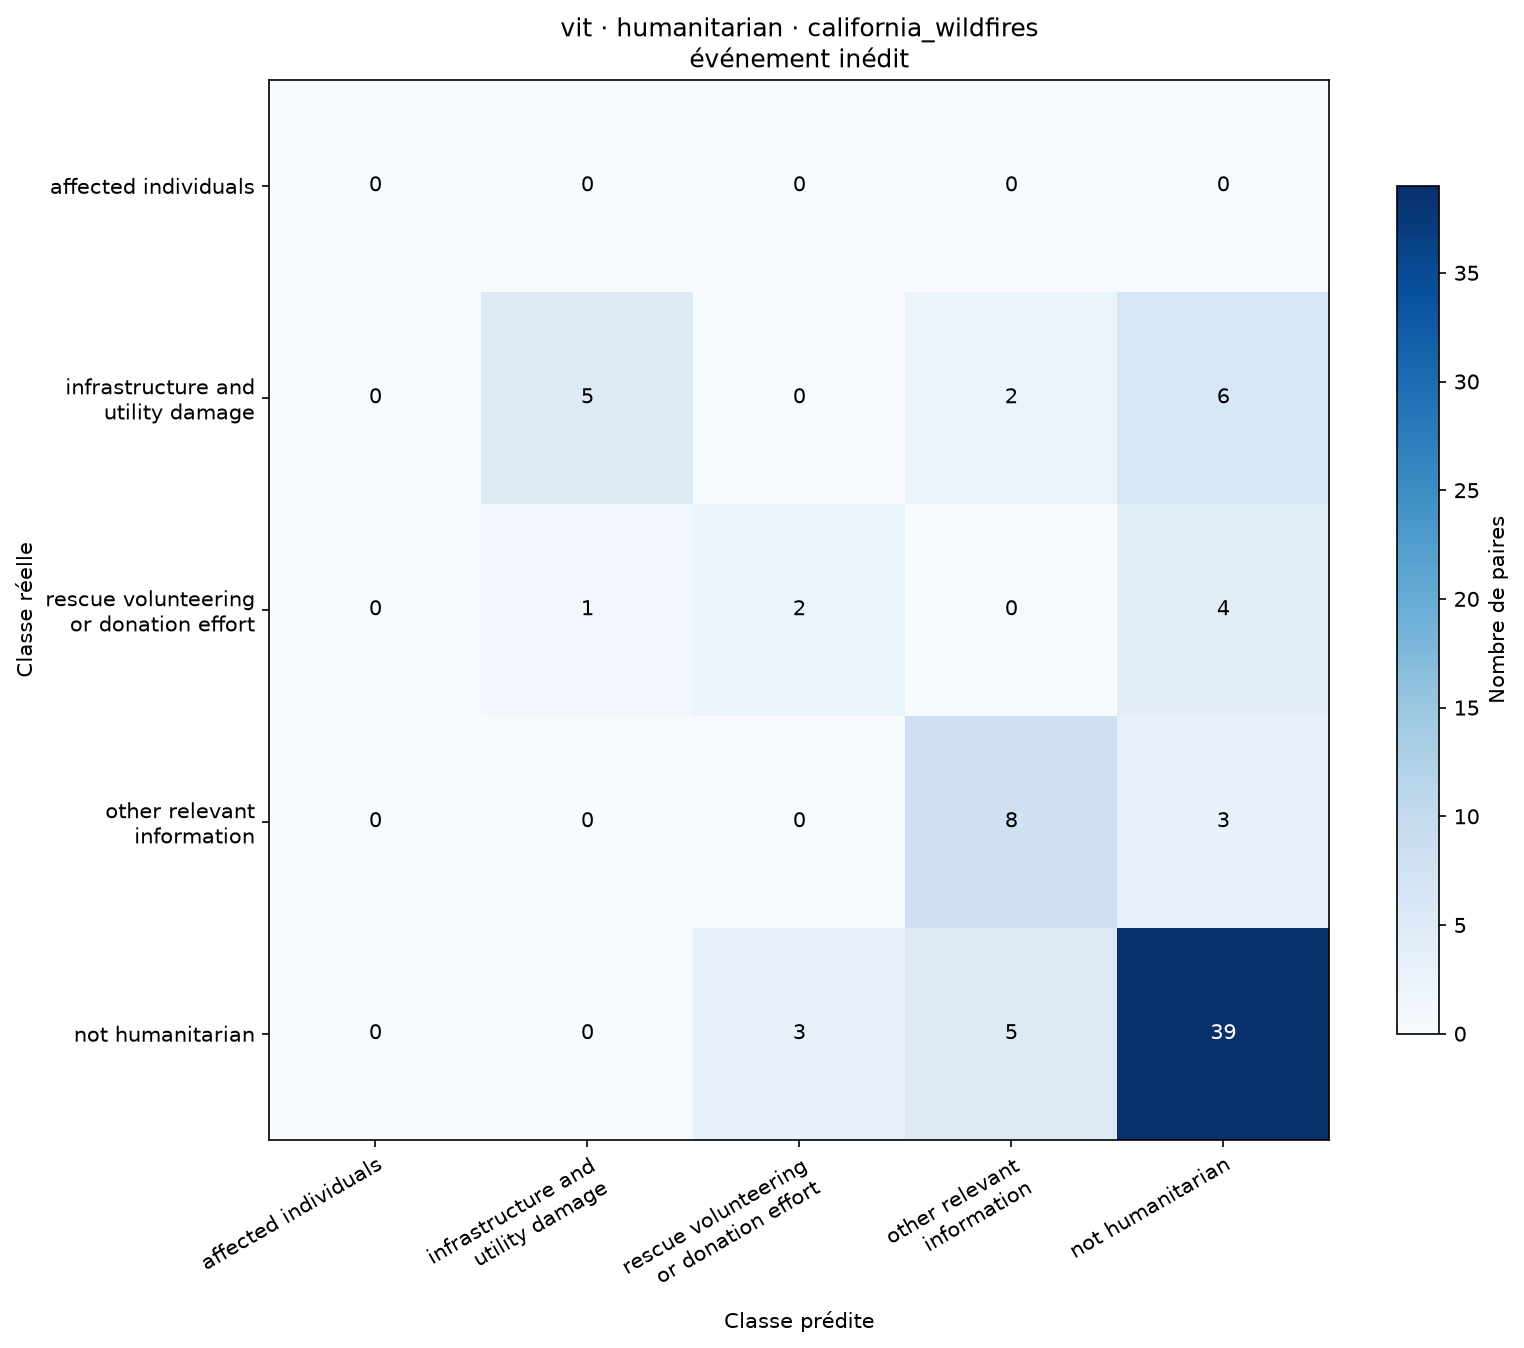 vit · humanitarian · california_wildfires
événement inédit
Classe réelle
affected individuals
0 0 0 0 0
infrastructure and
utility damage
0 5 0 2 6
rescue volunteering
or donation effort
0 1 2 0 4
other relevant
information
0 0 0 8 3
not humanitarian
0 0 3 5 39
affected individuals
infrastructure and
utility damage
rescue volunteering
or donation effort
other relevant
information
not humanitarian
Classe prédite
35
30
25
20
15
10
5
0
Nombre de paires